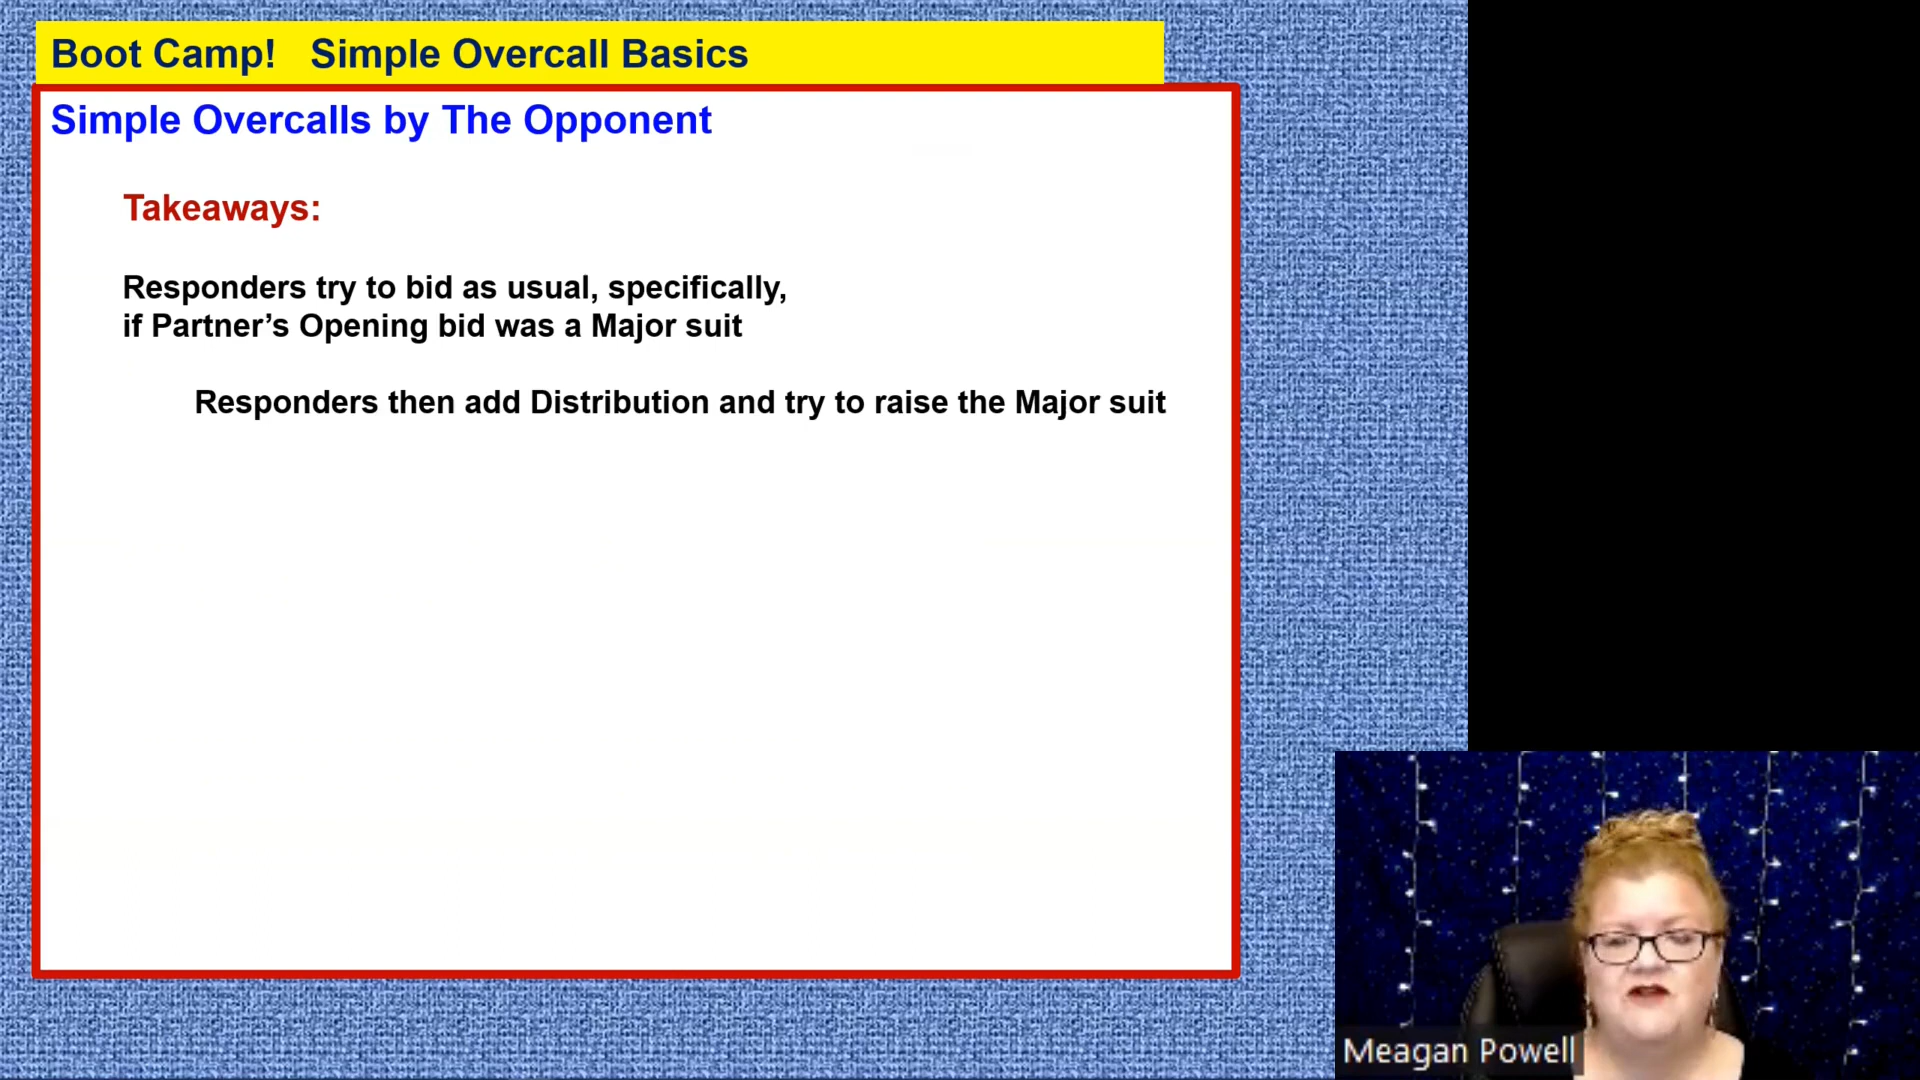 Boot Camp!   Simple Overcall Basics
Simple Overcalls by The Opponent
Takeaways:
Responders try to bid as usual, specifically,
if Partner’s Opening bid was a Major suit
Responders then add Distribution and try to raise the Major suit
Meagan Powell